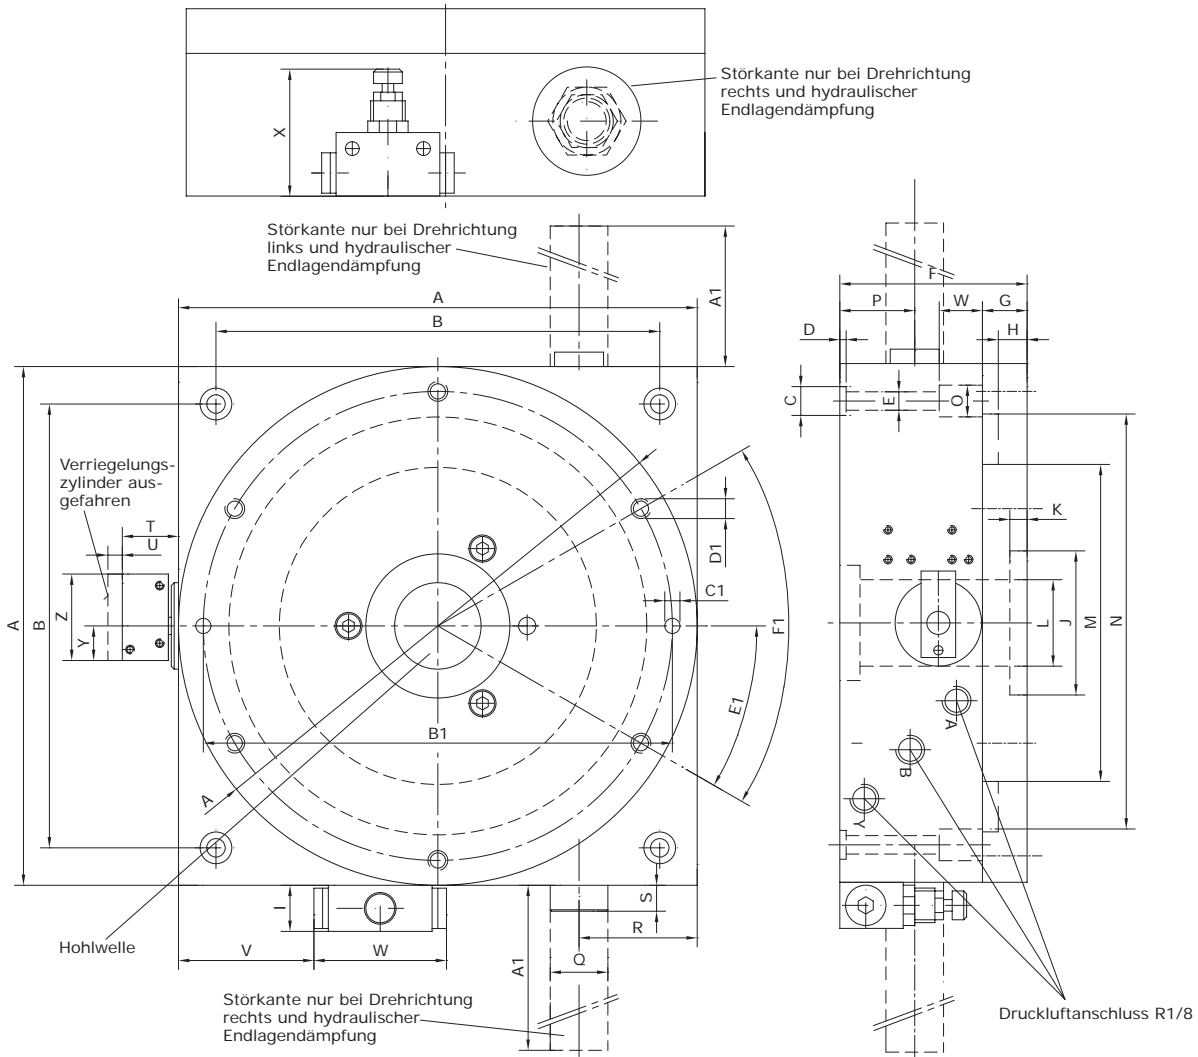 Störkante nur bei Drehrichtung
rechts und hydraulischer
Endlagendämpfung
X
Störkante nur bei Drehrichtung
links und hydraulischer
Endlagendämpfung
A
B
A1
F
P
W
G
D
H
C
E
O
Verriegelungs-
zylinder aus-
gefahren
T
U
Z
Y
A
B
D1
C1
F1
E1
B1
A
K
L
J
M
N
A
B
Y
Hohlwelle
I
V
W
S
R
Q
A1
Störkante nur bei Drehrichtung
rechts und hydraulischer
Endlagendämpfung
Druckluftanschluss R1/8